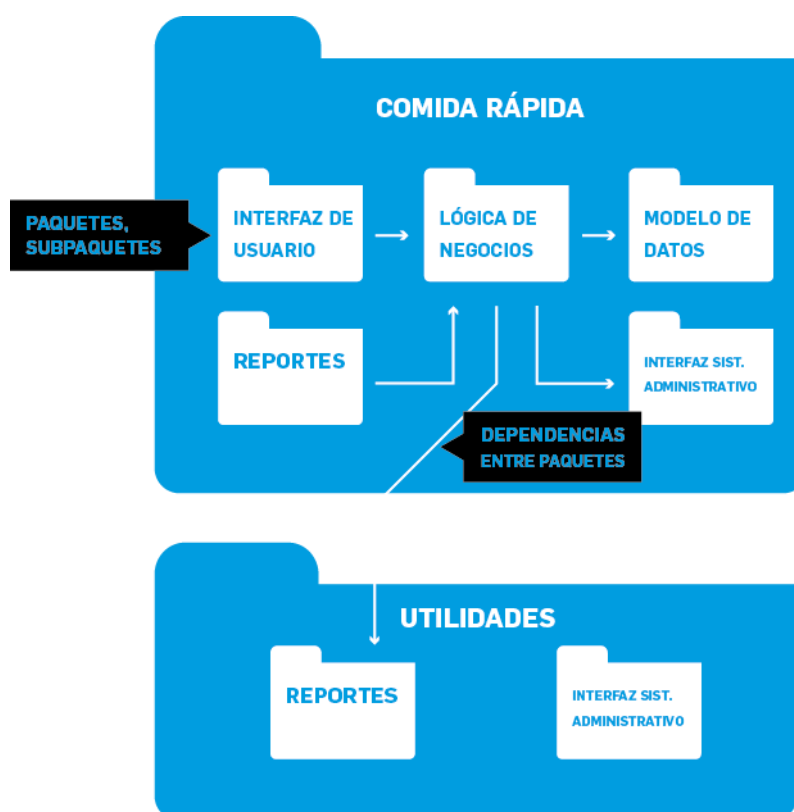 COMIDA RÁPIDA
PAQUETES,
SUBPAQUETES
INTERFAZ DE
USUARIO
LÓGICA DE
NEGOCIOS
MODELO DE
DATOS
REPORTES
INTERFAZ SIST.
ADMINISTRATIVO
DEPENDENCIAS
ENTRE PAQUETES
UTILIDADES
REPORTES
INTERFAZ SIST.
ADMINISTRATIVO